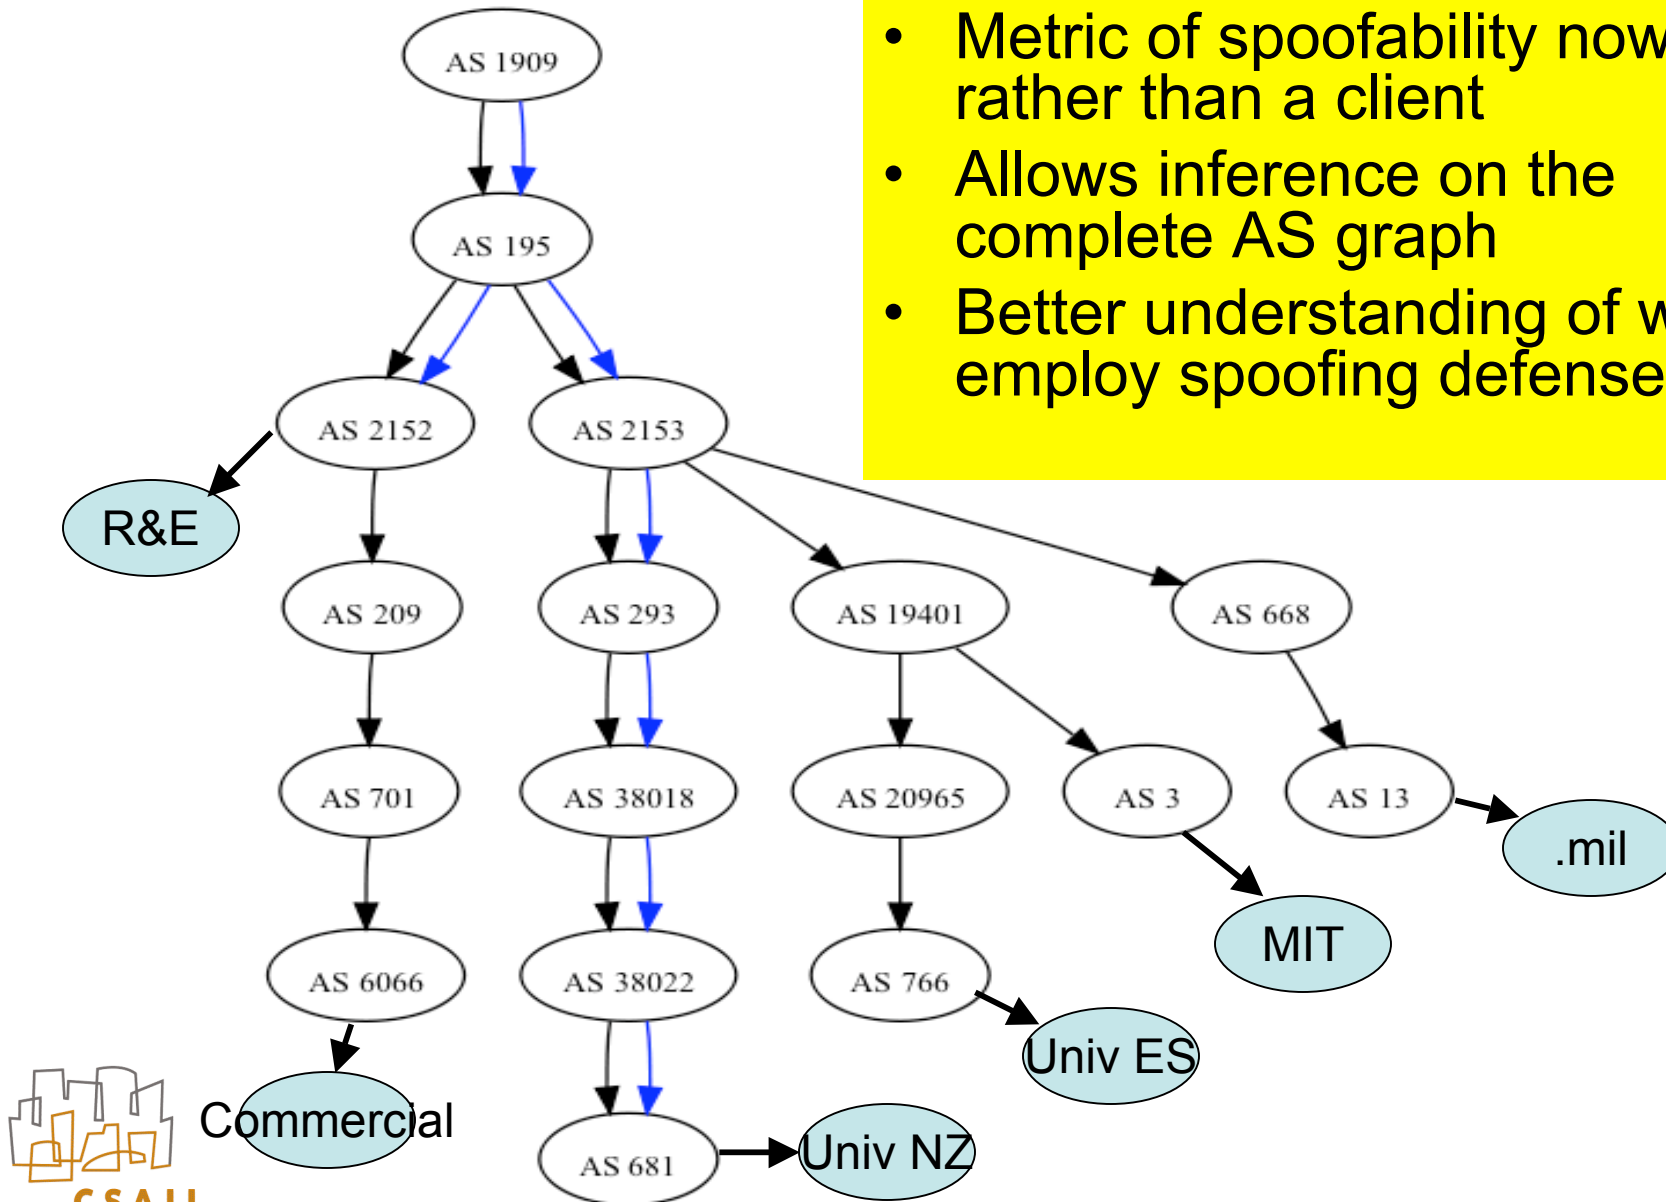 AS 1909
• Metric of spoofability now
rather than a client
• Allows inference on the
complete AS graph
• Better understanding of w
employ spoofing defense
AS 195
AS 2152
AS 2153
R&E
AS 209
AS 293
AS 19401
AS 668
AS 701
AS 38018
AS 20965
AS 3
AS 13
.mil
MIT
AS 6066
AS 38022
AS 766
Univ ES
Commercial
AS 681
Univ NZ